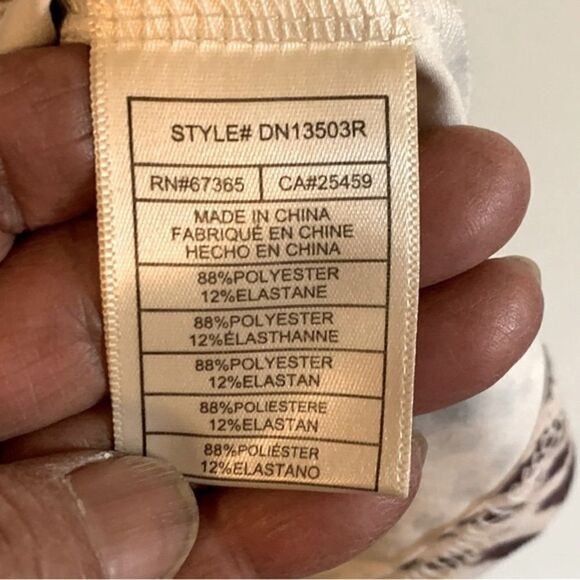 STYLE# DN13503R
RN#67365 CA#25459
MADE IN CHINA
FABRIQUÉ EN CHINE
HECHO EN CHINA
88%POLYESTER
12%ELASTANE
88%POLYESTER
12%ÉLASTHANNE
88%POLYESTER
12%ELASTAN
88%POLIESTERE
12%ELASTAN
88%POLIÉSTER
12%ELASTANO